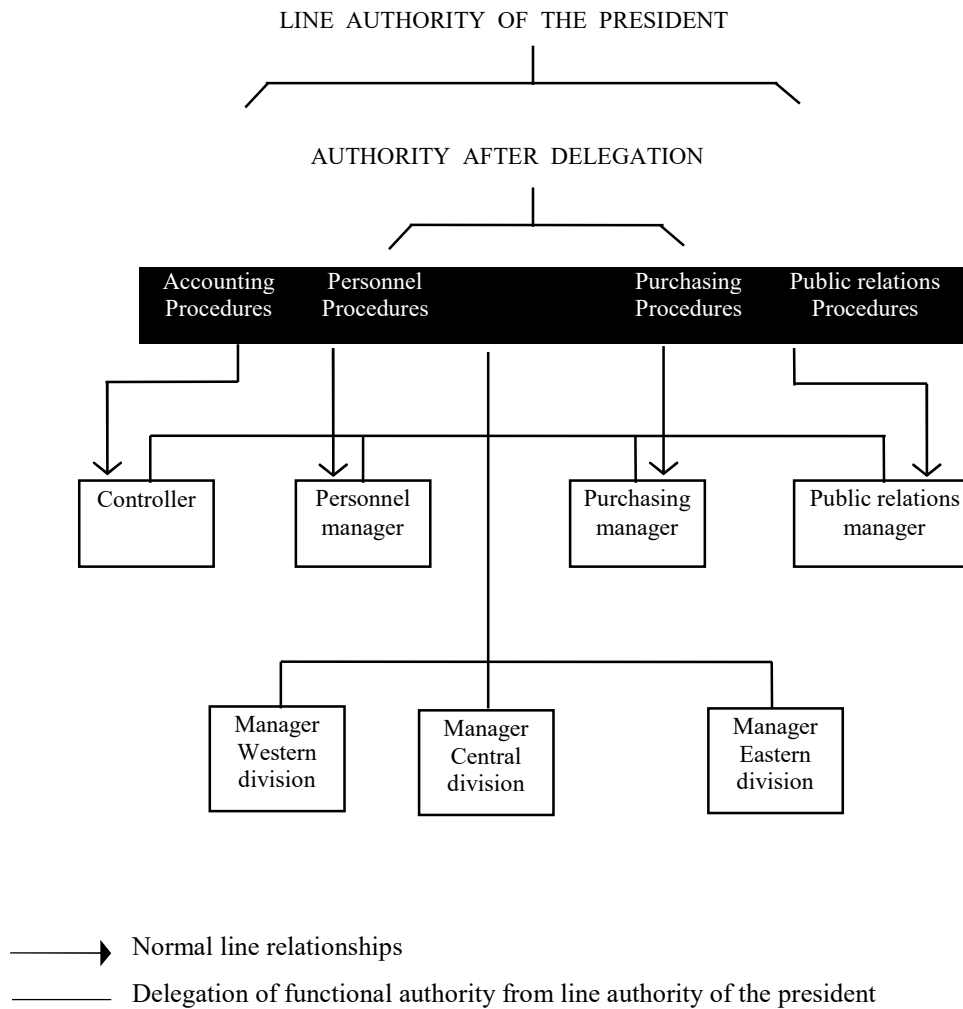 LINE AUTHORITY OF THE PRESIDENT
AUTHORITY AFTER DELEGATION
Accounting
Procedures
Personnel
Procedures
Purchasing
Procedures
Public relations
Procedures
Controller
Personnel
manager
Purchasing
manager
Public relations
manager
Manager
Western
division
Manager
Central
division
Manager
Eastern
division
Normal line relationships
Delegation of functional authority from line authority of the president